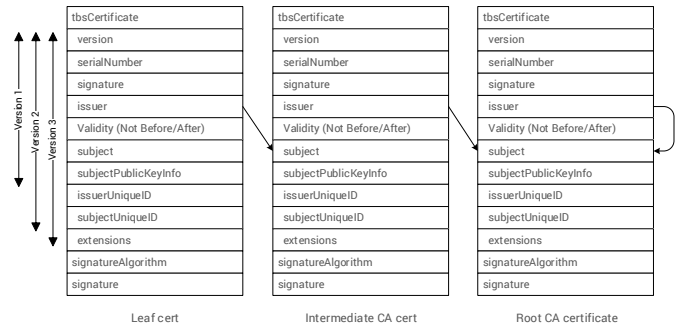 tbsCertificate
version
serialNumber
signature
issuer
Validity (Not Before/After)
subject
subjectPublicKeyInfo
issuerUniqueID
subjectUniqueID
extensions
signatureAlgorithm
signature
Leaf cert
tbsCertificate
version
serialNumber
signature
issuer
Validity (Not Before/After)
subject
subjectPublicKeyInfo
issuerUniqueID
subjectUniqueID
extensions
signatureAlgorithm
signature
Intermediate CA cert
tbsCertificate
version
serialNumber
signature
issuer
Validity (Not Before/After)
subject
subjectPublicKeyInfo
issuerUniqueID
subjectUniqueID
extensions
signatureAlgorithm
signature
Root CA certificate
Version 1
Version 2
Version 3